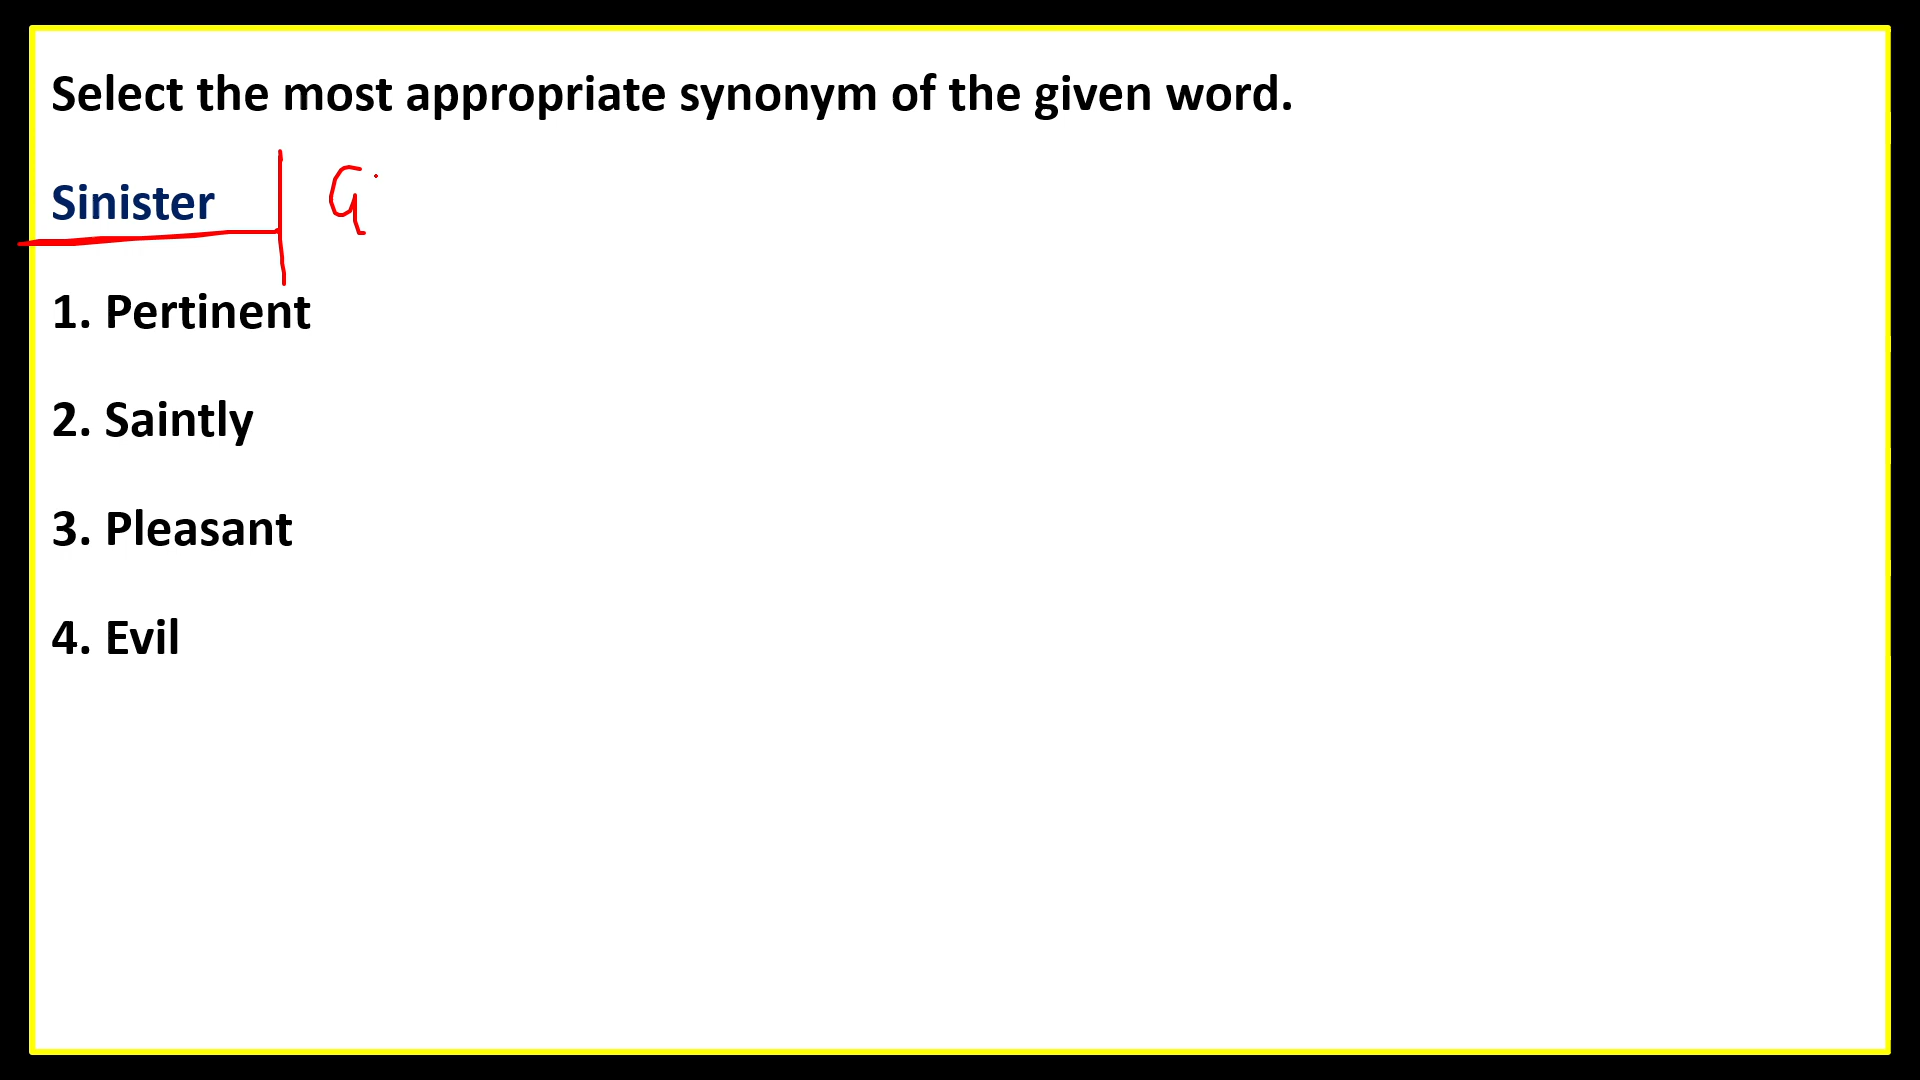 Select the most appropriate synonym of the given word.
Sinister
1. Pertinent
2. Saintly
3. Pleasant
4. Evil